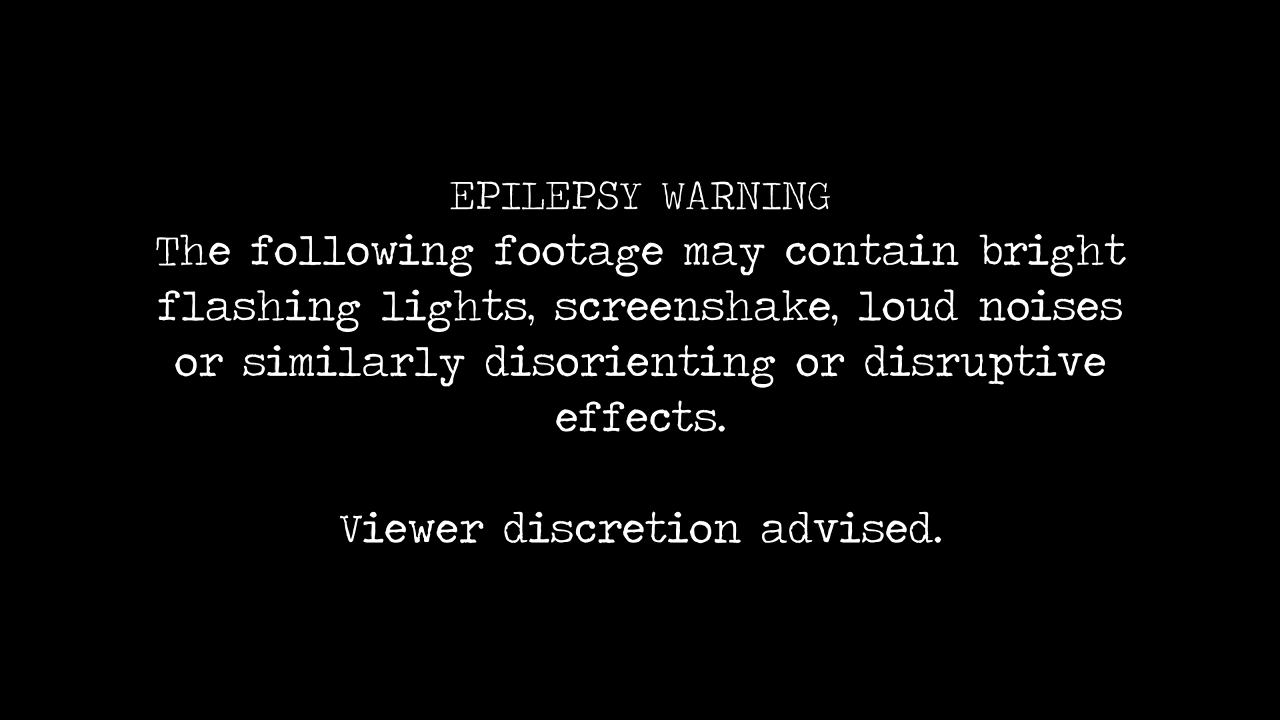 EPILEPSY WARNING
The following footage may contain bright
flashing lights, screenshake, loud noises
or similarly disorienting or disruptive
effects.
Viewer discretion advised.